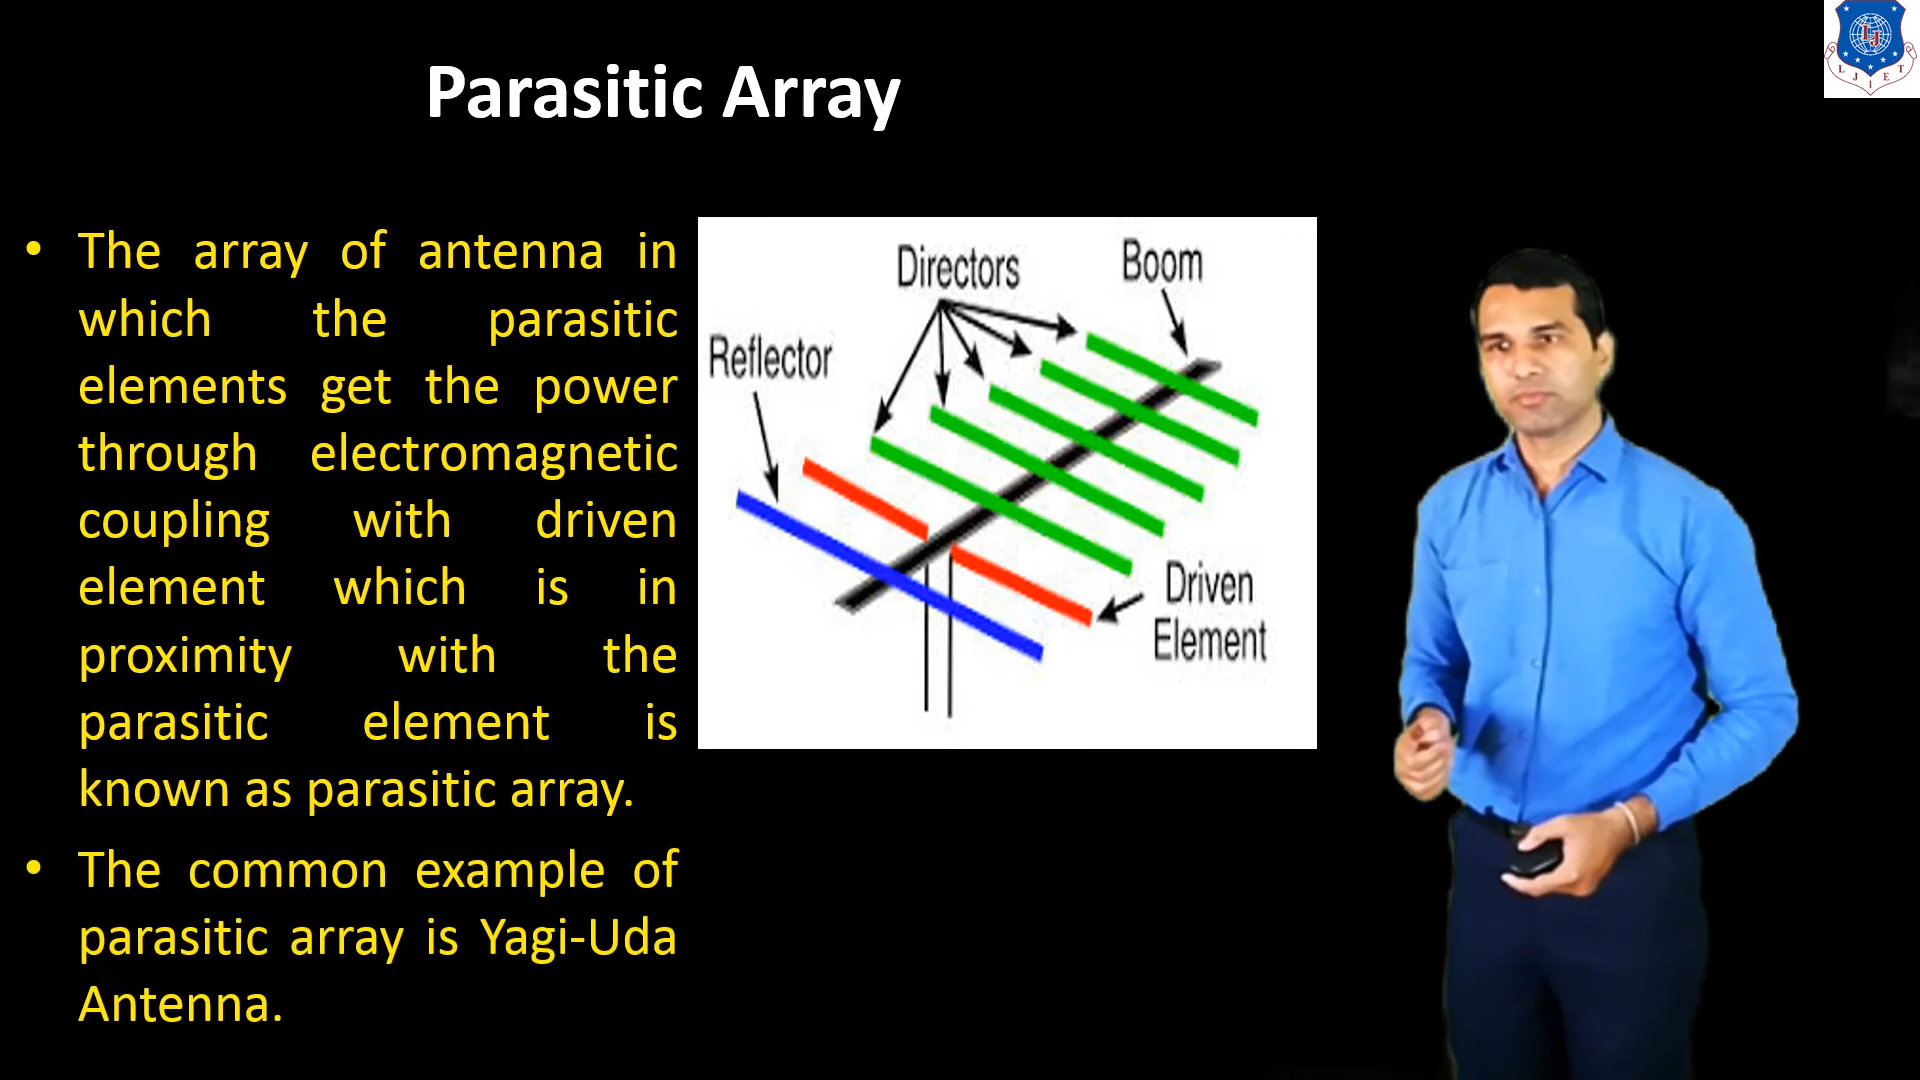 Parasitic Array
• The array of antenna in
which the parasitic
elements get the power
through electromagnetic
coupling with driven
element which is in
proximity with the
parasitic element is
known as parasitic array.
• The common example of
parasitic array is Yagi-Uda
Antenna.
Directors
Boom
Reflector
Driven
Element
LJ
L J I E T